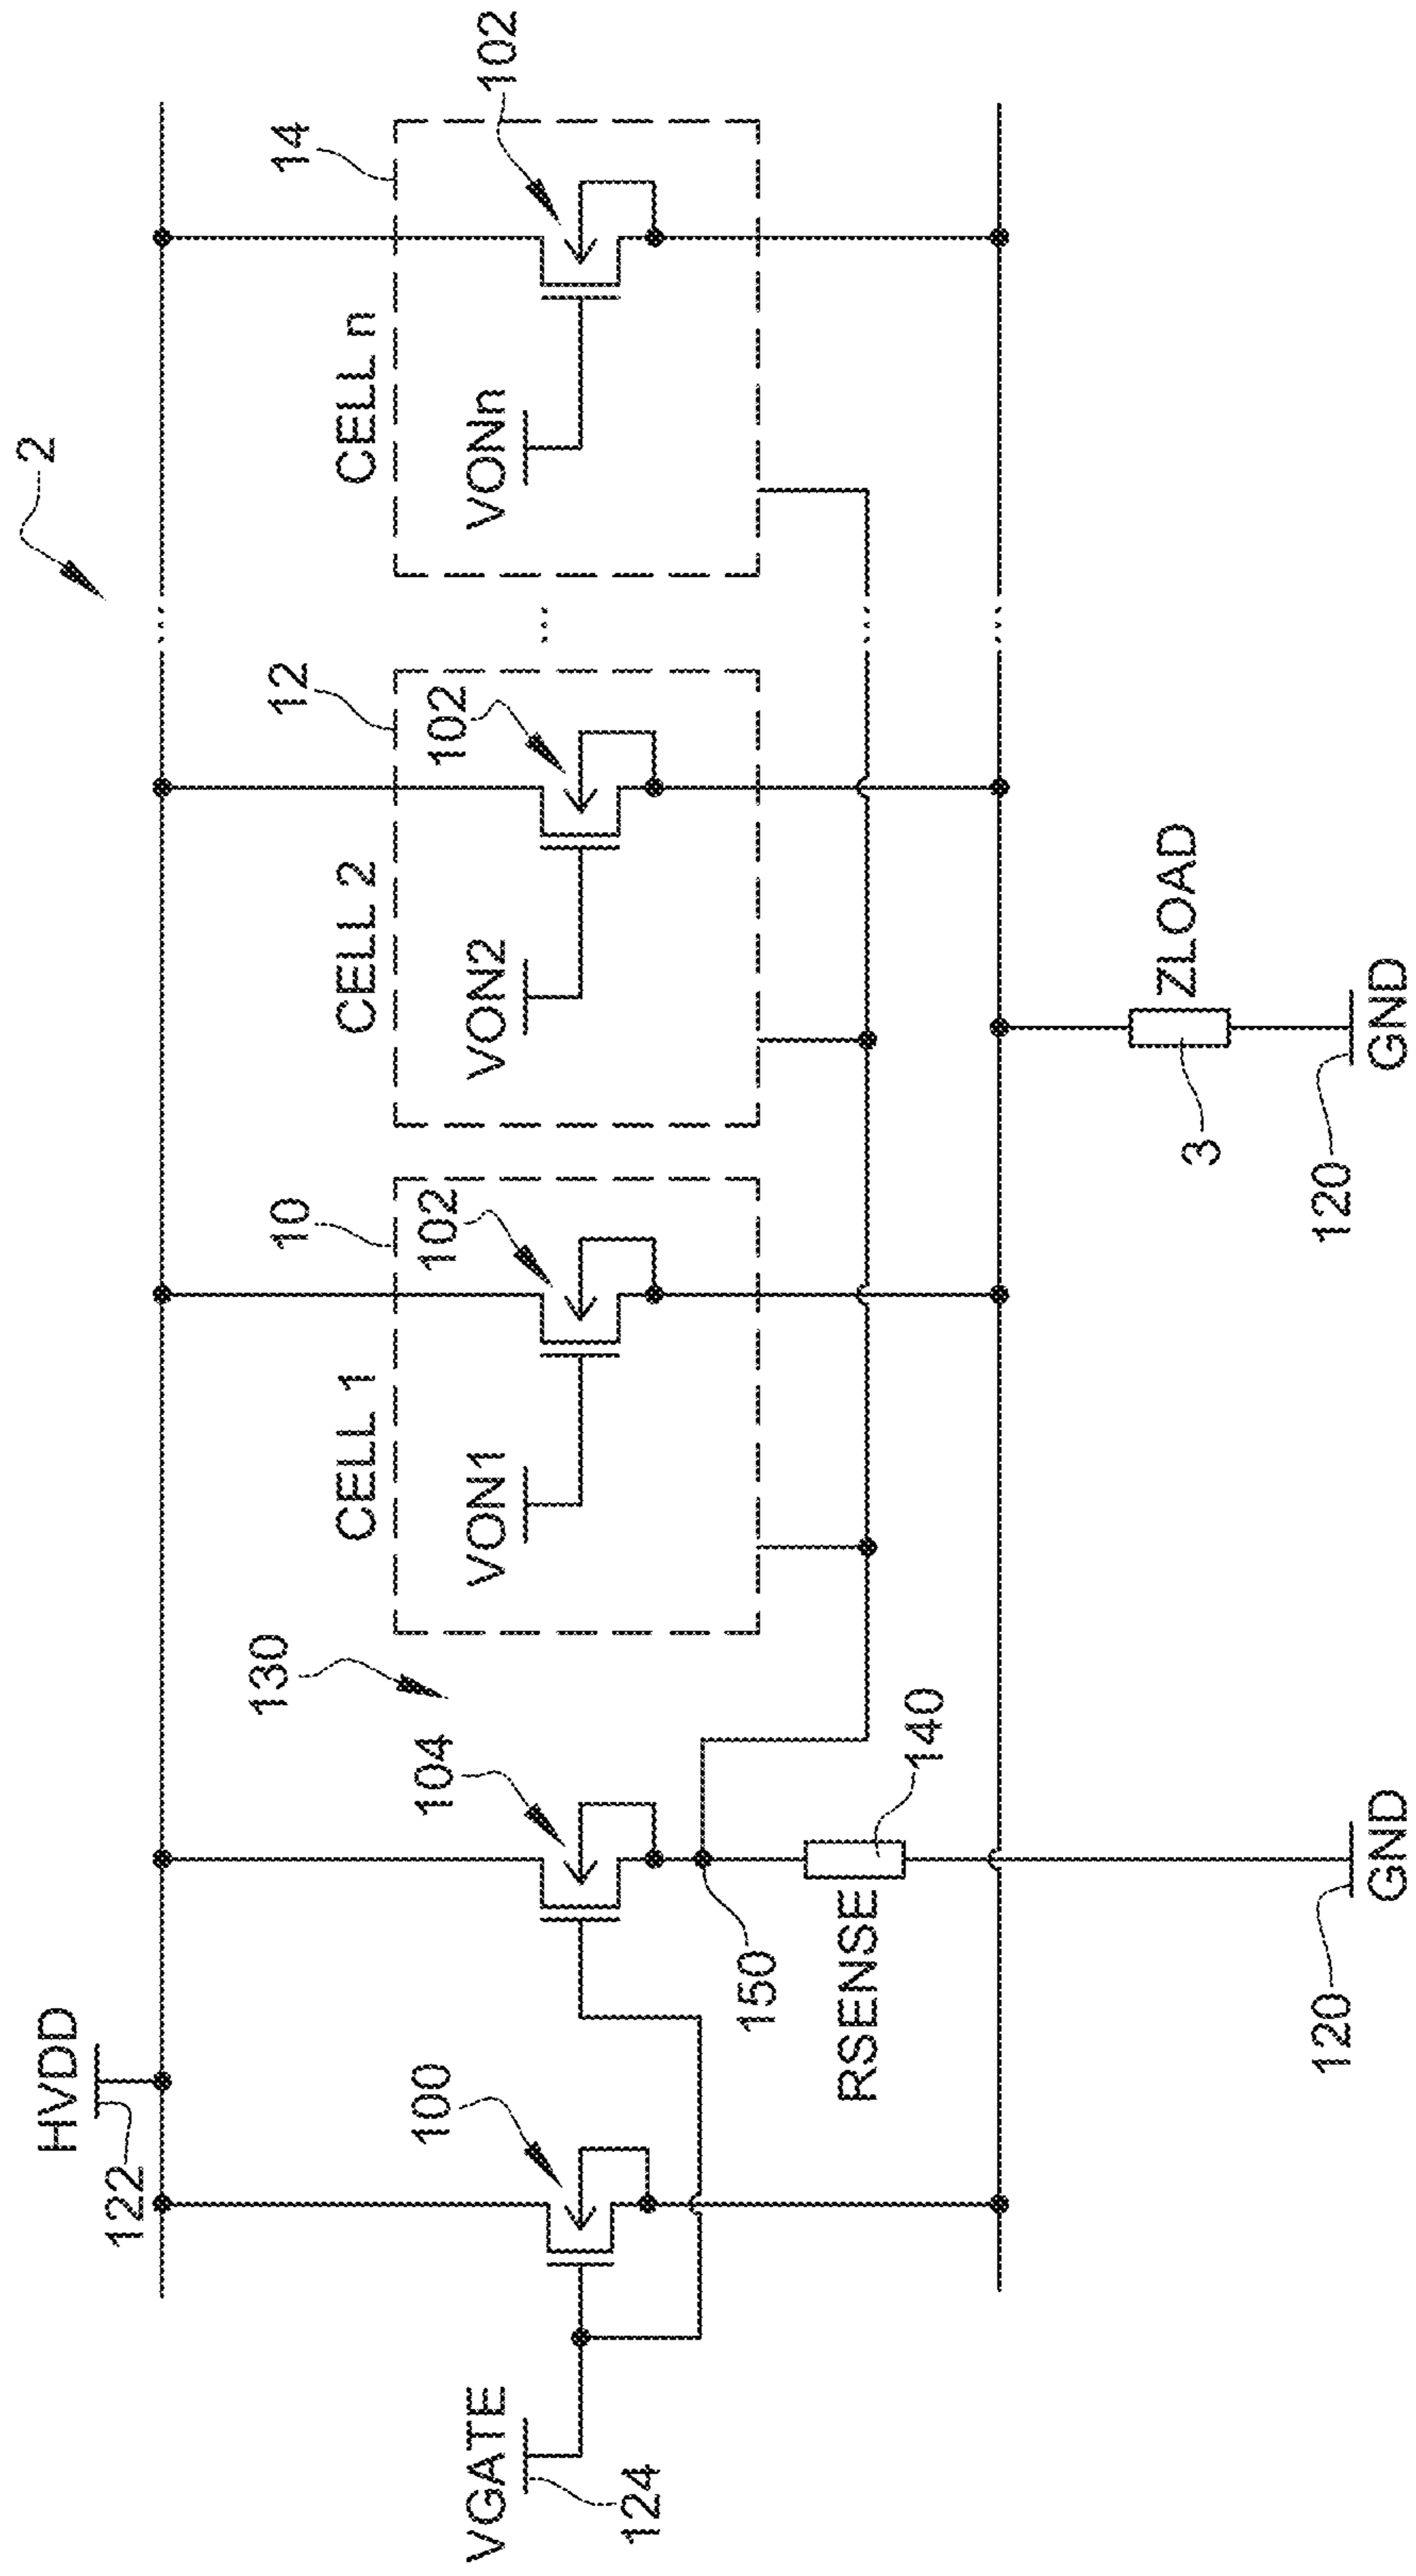 2
HVDD
122
130
CELL 1
10
CELL 2
12
CELL n
14
VGATE
124
100
104
VON1
102
VON2
102
VONn
102
150
RSENSE
140
3
ZLOAD
120
GND
120
GND